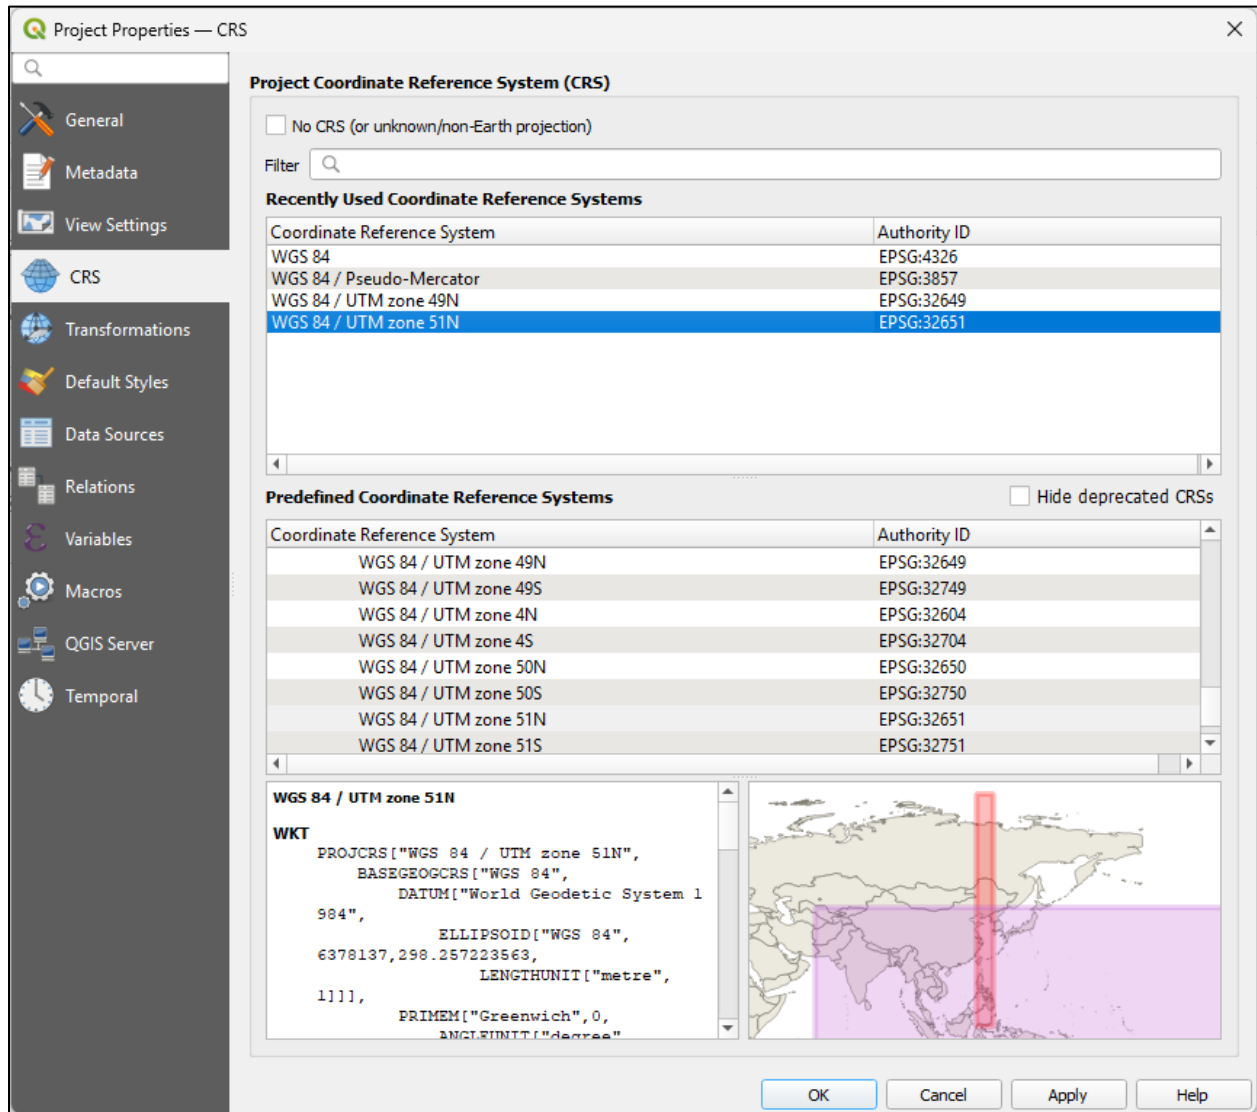 Project Properties — CRS
General
Metadata
View Settings
CRS
Transformations
Default Styles
Data Sources
Relations
Variables
Macros
QGIS Server
Temporal
Project Coordinate Reference System (CRS)
No CRS (or unknown/non-Earth projection)
Filter
Recently Used Coordinate Reference Systems
Coordinate Reference System Authority ID
WGS 84 EPSG:4326
WGS 84 / Pseudo-Mercator EPSG:3857
WGS 84 / UTM zone 49N EPSG:32649
WGS 84 / UTM zone 51N EPSG:32651
Predefined Coordinate Reference Systems Hide deprecated CRSs
Coordinate Reference System Authority ID
WGS 84 / UTM zone 49N EPSG:32649
WGS 84 / UTM zone 49S EPSG:32749
WGS 84 / UTM zone 4N EPSG:32604
WGS 84 / UTM zone 4S EPSG:32704
WGS 84 / UTM zone 50N EPSG:32650
WGS 84 / UTM zone 50S EPSG:32750
WGS 84 / UTM zone 51N EPSG:32651
WGS 84 / UTM zone 51S EPSG:32751
WGS 84 / UTM zone 51N
WKT
PROJCRS["WGS 84 / UTM zone 51N",
BASEGEOGCRS["WGS 84",
DATUM["World Geodetic System 1
984",
ELLIPSOID["WGS 84",
6378137,298.257223563,
LENGTHUNIT["metre",
1]]],
PRIMEM["Greenwich",0,
ANGLEUNIT["degree"
OK Cancel Apply Help